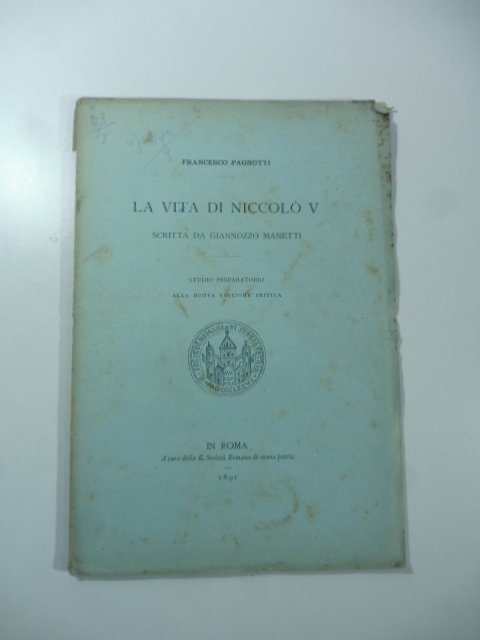 FRANCESCO PAGNOTTI
LA VITA DI NICCOLÒ V
SCRITTA DA GIANNOZZO MANETTI
STUDIO PREPARATORIO
ALLA NUOVA EDIZIONE CRITICA
IN ROMA
A cura della R. Società Romana di storia patria
1891